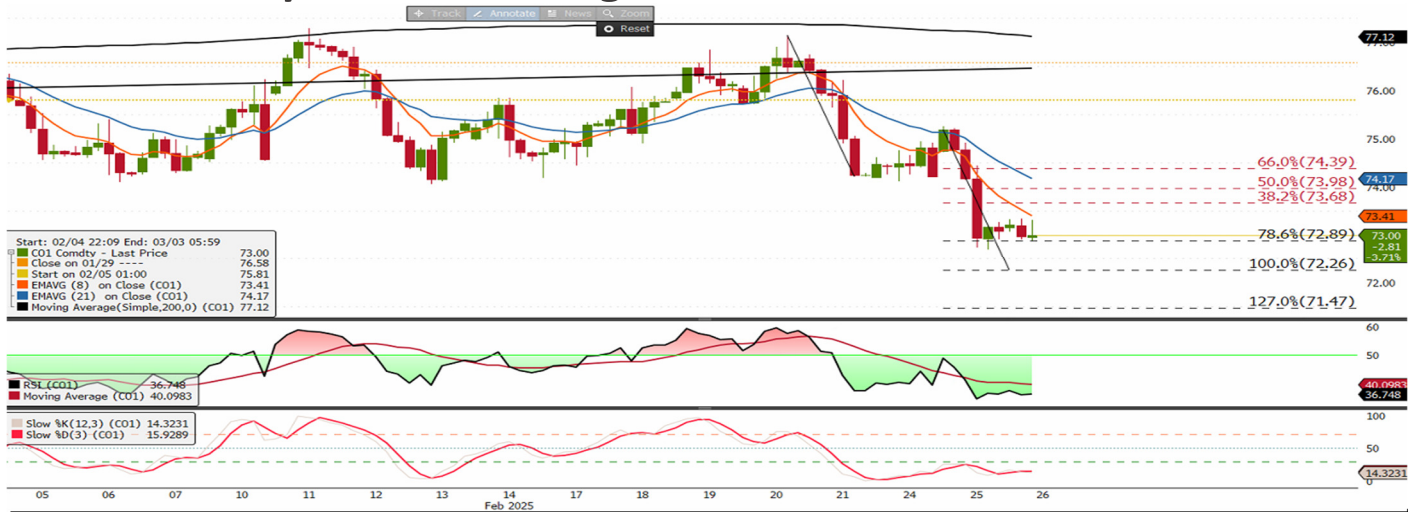 Track Annotate News Zoom
Reset
77.12
76.00
75.00
66.0%(74.39)
74.17
50.0%(73.98)
74.00
38.2%(73.68)
73.41
78.6%(72.89)
73.00
-2.81
-3.71%
100.0%(72.26)
72.00
127.0%(71.47)
Start: 02/04 22:09 End: 03/03 05:59
CO1 Comdty - Last Price 73.00
Close on 01/29 ---- 76.58
Start on 02/05 01:00 75.81
EMAVG (8) on Close (CO1) 73.41
EMAVG (21) on Close (CO1) 74.17
Moving Average(Simple,200,0) (CO1) 77.12
60
50
RSI (CO1) 36.748
Moving Average (CO1) 40.0983
40.0983
36.748
Slow %K(12,3) (CO1) 14.3231
Slow %D(3) (CO1) 15.9289
100
50
14.3231
0
05 06 07 10 11 12 13 14 17 18 19 20 21 24 25 26
Feb 2025